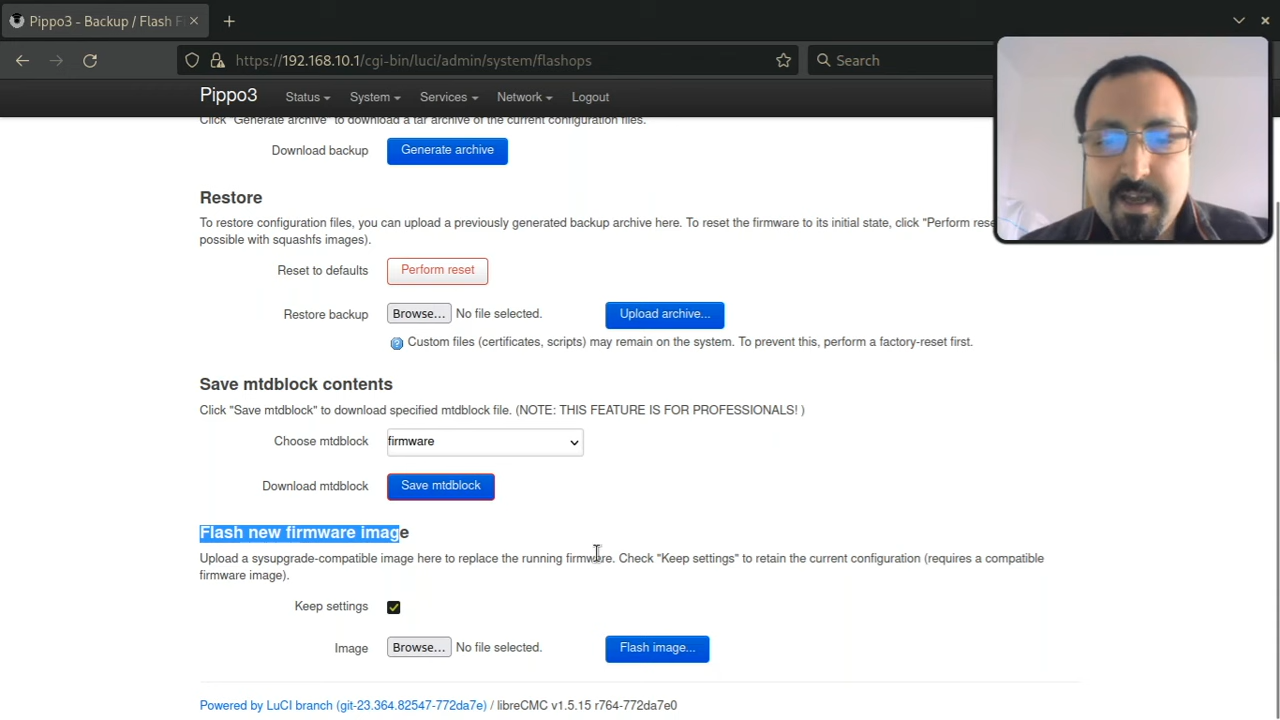 Pippo3 - Backup / Flash F
https://192.168.10.1/cgi-bin/luci/admin/system/flashops
Search
Pippo3 Status System Services Network Logout
Click "Generate archive" to download a tar archive of the current configuration files.
Download backup Generate archive
Restore
To restore configuration files, you can upload a previously generated backup archive here. To reset the firmware to its initial state, click "Perform
possible with squashfs images).
Reset to defaults Perform reset
Restore backup Browse... No file selected. Upload archive...
Custom files (certificates, scripts) may remain on the system. To prevent this, perform a factory-reset first.
Save mtdblock contents
Click "Save mtdblock" to download specified mtdblock file. (NOTE: THIS FEATURE IS FOR PROFESSIONALS! )
Choose mtdblock firmware
Download mtdblock Save mtdblock
Flash new firmware image
Upload a sysupgrade-compatible image here to replace the running firmware. Check "Keep settings" to retain the current configuration (requires a compatible
firmware image).
Keep settings
Image Browse... No file selected. Flash image...
Powered by LuCI branch (git-23.364.82547-772da7e) / libreCMC v1.5.15 r764-772da7e0